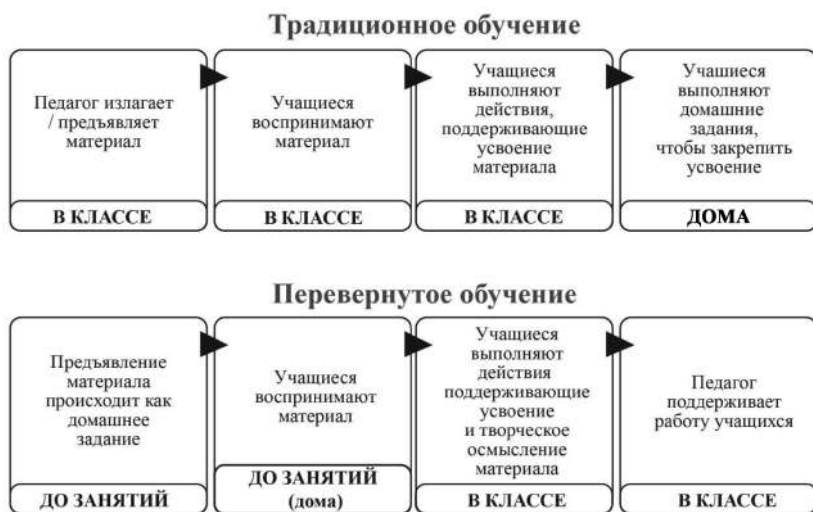 Традиционное обучение
Педагог излагает
/ предъявляет
материал
В КЛАССЕ
Учащиеся
воспринимают
материал
В КЛАССЕ
Учащиеся
выполняют
действия,
поддерживающие
усвоение
материала
В КЛАССЕ
Учашиеся
выполняют
домашние
задания,
чтобы закрепить
усвоение
ДОМА
Перевернутое обучение
Предъявление
материала
происходит как
домашнее
задание
ДО ЗАНЯТИЙ
Учащиеся
воспринимают
материал
ДО ЗАНЯТИЙ
(дома)
Учащиеся
выполняют
действия
поддерживающие
усвоение
и творческое
осмысление
материала
В КЛАССЕ
Педагог
поддерживает
работу учащихся
В КЛАССЕ